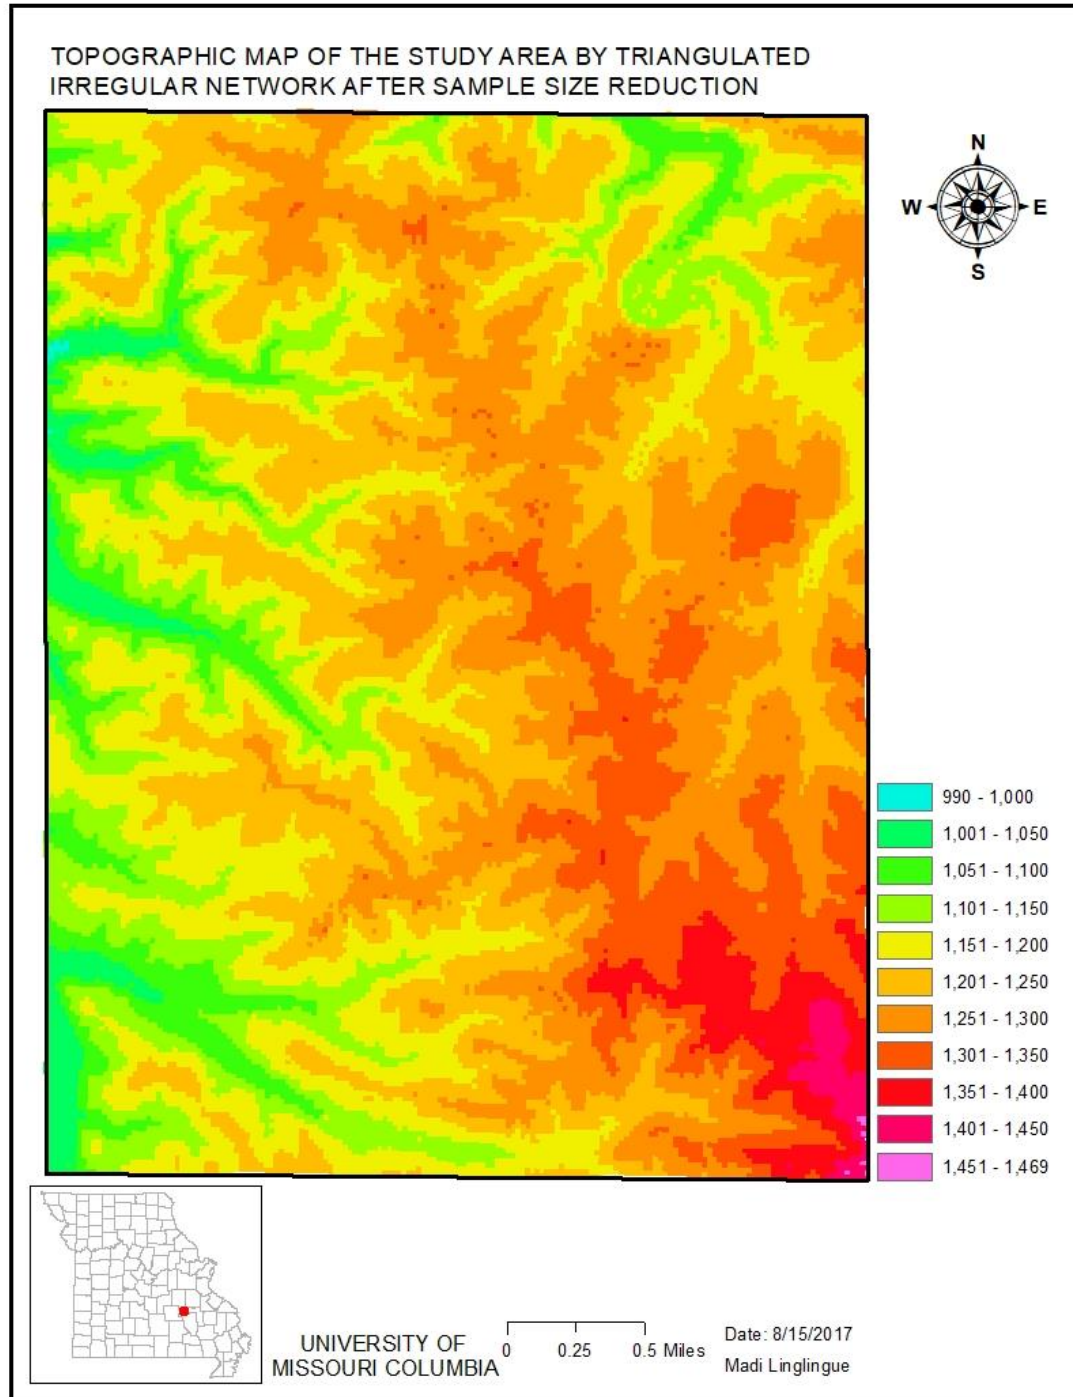 TOPOGRAPHIC MAP OF THE STUDY AREA BY TRIANGULATED
IRREGULAR NETWORK AFTER SAMPLE SIZE REDUCTION
N
W E
S
990 - 1,000
1,001 - 1,050
1,051 - 1,100
1,101 - 1,150
1,151 - 1,200
1,201 - 1,250
1,251 - 1,300
1,301 - 1,350
1,351 - 1,400
1,401 - 1,450
1,451 - 1,469
UNIVERSITY OF
MISSOURI COLUMBIA
0 0.25 0.5 Miles
Date: 8/15/2017
Madi Linglingue